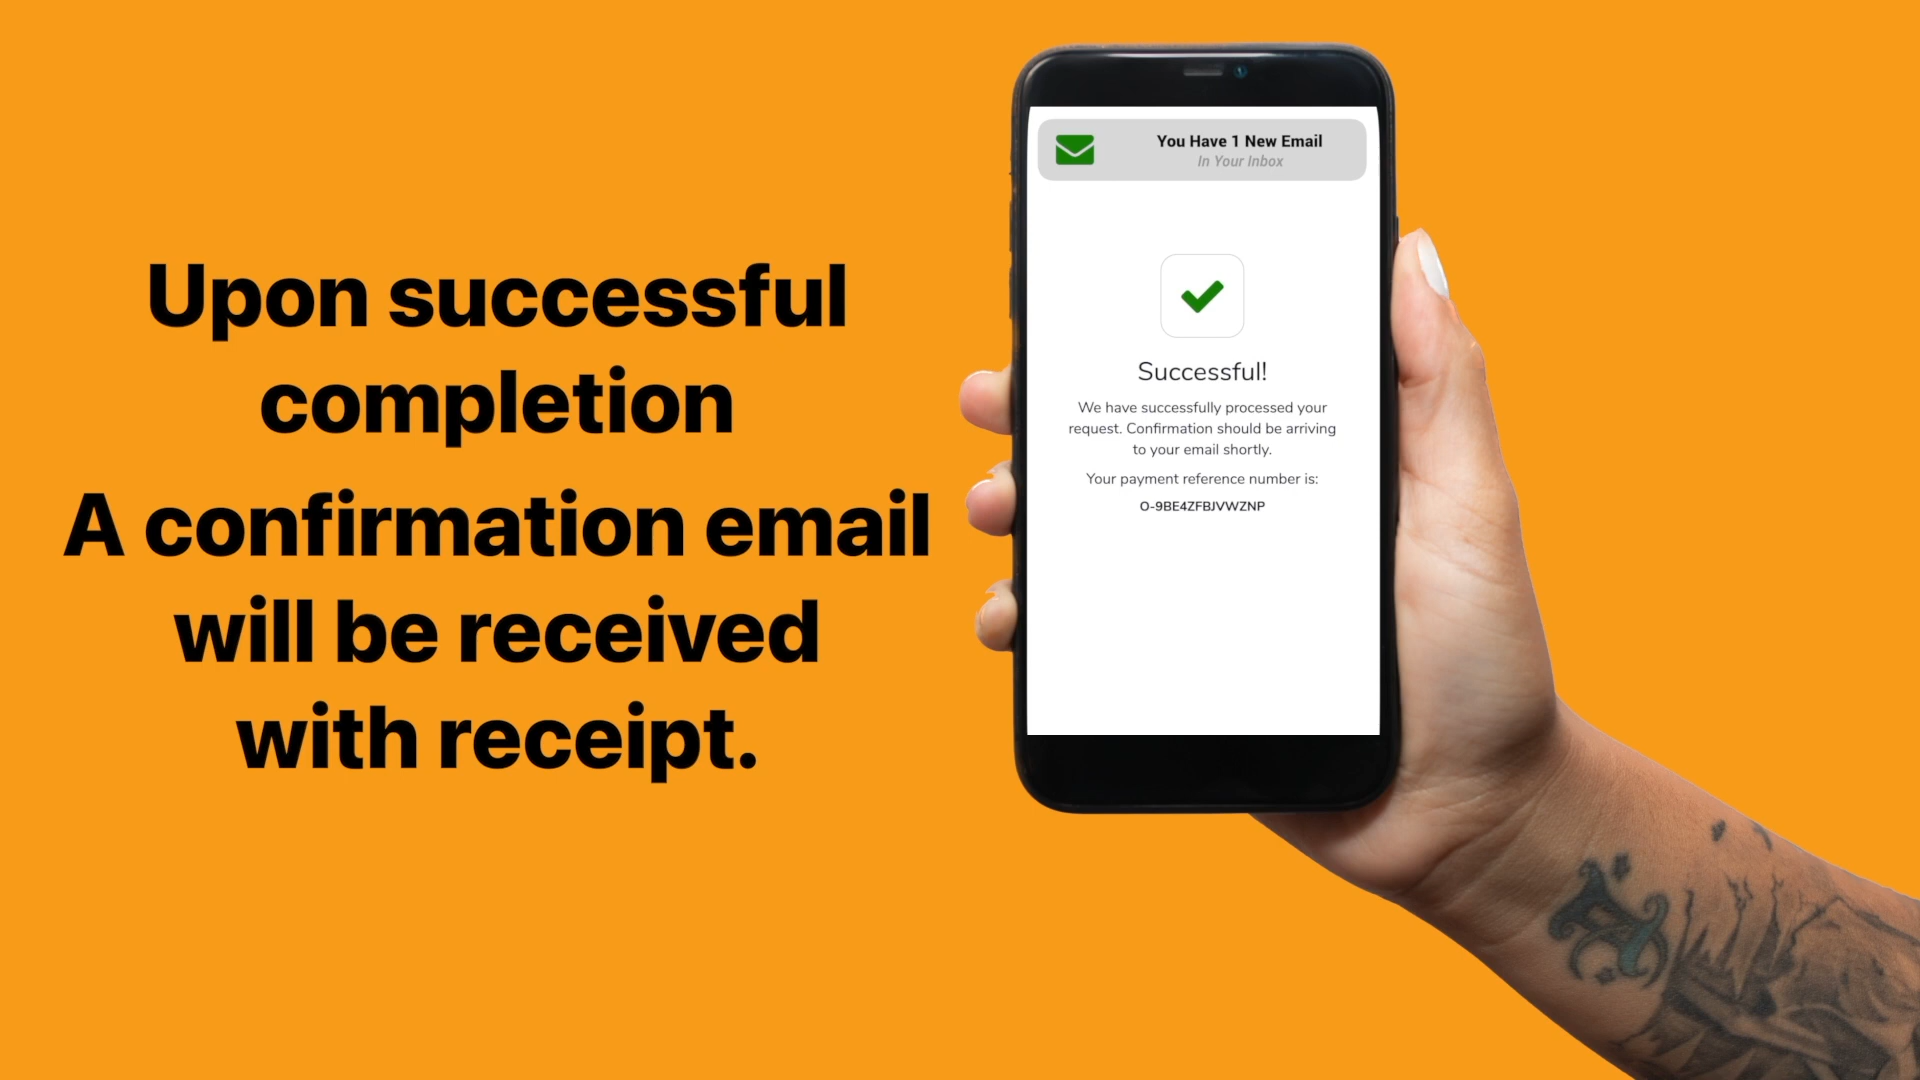 Upon successful
completion
A confirmation email
will be received
with receipt.
You Have 1 New Email
In Your Inbox
Successful!
We have successfully processed your
request. Confirmation should be arriving
to your email shortly.
Your payment reference number is:
O-9BE4ZFBJVWZNP